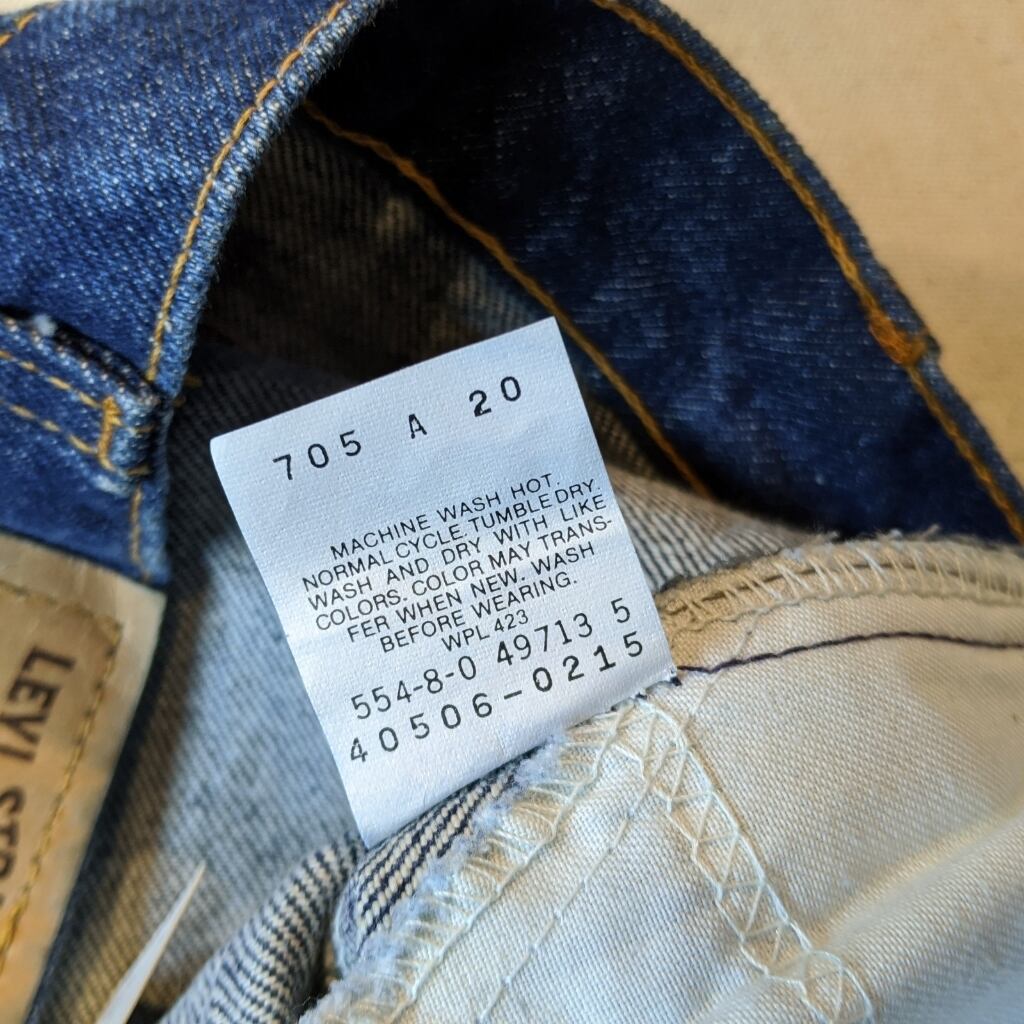 705 A 20
MACHINE WASH HOT,
NORMAL CYCLE. TUMBLE DRY.
WASH AND DRY WITH LIKE
COLORS. COLOR MAY TRANS-
FER WHEN NEW. WASH
BEFORE WEARING.
WPL 423
554-8-0 49713 5
40506-0215
LEVI